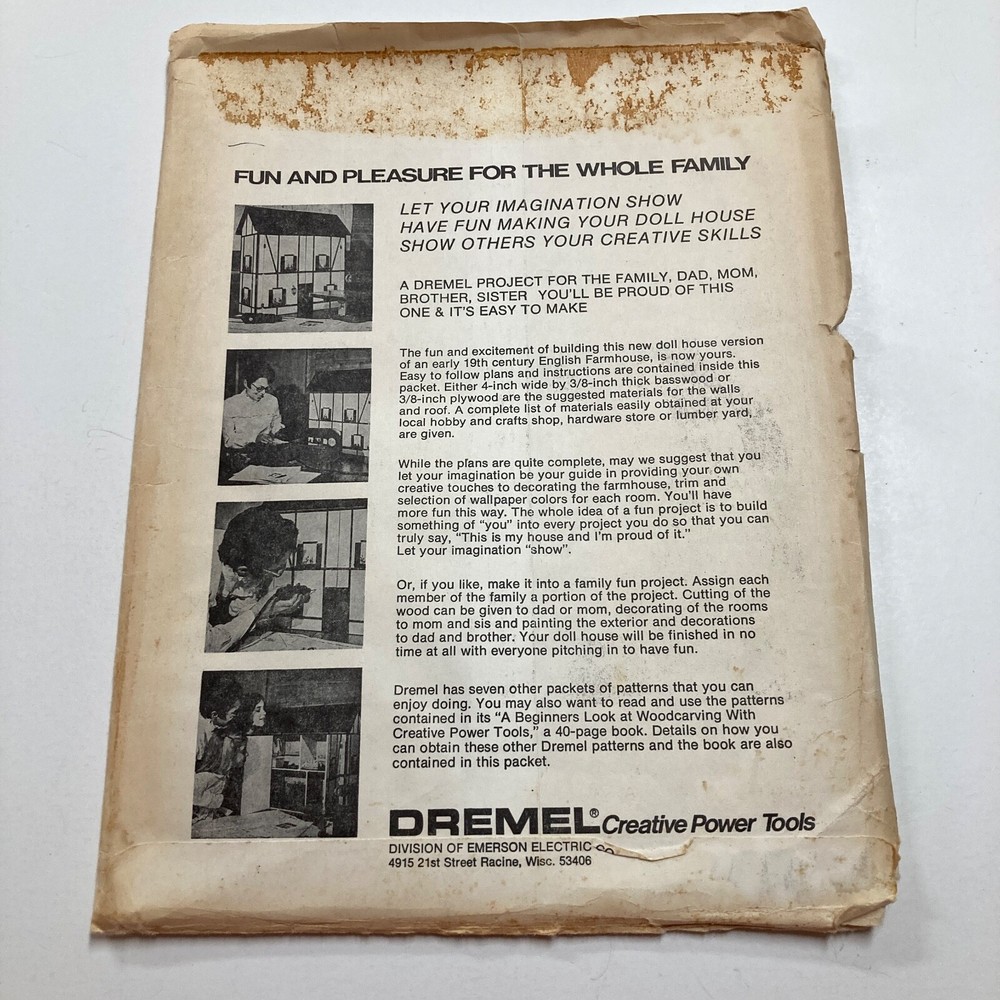 FUN AND PLEASURE FOR THE WHOLE FAMILY
LET YOUR IMAGINATION SHOW
HAVE FUN MAKING YOUR DOLL HOUSE
SHOW OTHERS YOUR CREATIVE SKILLS
A DREMEL PROJECT FOR THE FAMILY, DAD, MOM,
BROTHER, SISTER YOU'LL BE PROUD OF THIS
ONE & IT'S EASY TO MAKE
The fun and excitement of building this new doll house version
of an early 19th century English Farmhouse, is now yours.
Easy to follow plans and instructions are contained inside this
packet. Either 4-inch wide by 3/8-inch thick basswood or
3/8-inch plywood are the suggested materials for the walls
and roof. A complete list of materials easily obtained at your
local hobby and crafts shop, hardware store or lumber yard,
are given.
While the plans are quite complete, may we suggest that you
let your imagination be your guide in providing your own
creative touches to decorating the farmhouse, trim and
selection of wallpaper colors for each room. You'll have
more fun this way. The whole idea of a fun project is to build
something of “you” into every project you do so that you can
truly say, “This is my house and I'm proud of it.”
Let your imagination “show”.
Or, if you like, make it into a family fun project. Assign each
member of the family a portion of the project. Cutting of the
wood can be given to dad or mom, decorating of the rooms
to mom and sis and painting the exterior and decorations
to dad and brother. Your doll house will be finished in no
time at all with everyone pitching in to have fun.
Dremel has seven other packets of patterns that you can
enjoy doing. You may also want to read and use the patterns
contained in its “A Beginners Look at Woodcarving With
Creative Power Tools,” a 40-page book. Details on how you
can obtain these other Dremel patterns and the book are also
contained in this packet.
DREMEL® Creative Power Tools
DIVISION OF EMERSON ELECTRIC
4915 21st Street Racine, Wisc. 53406